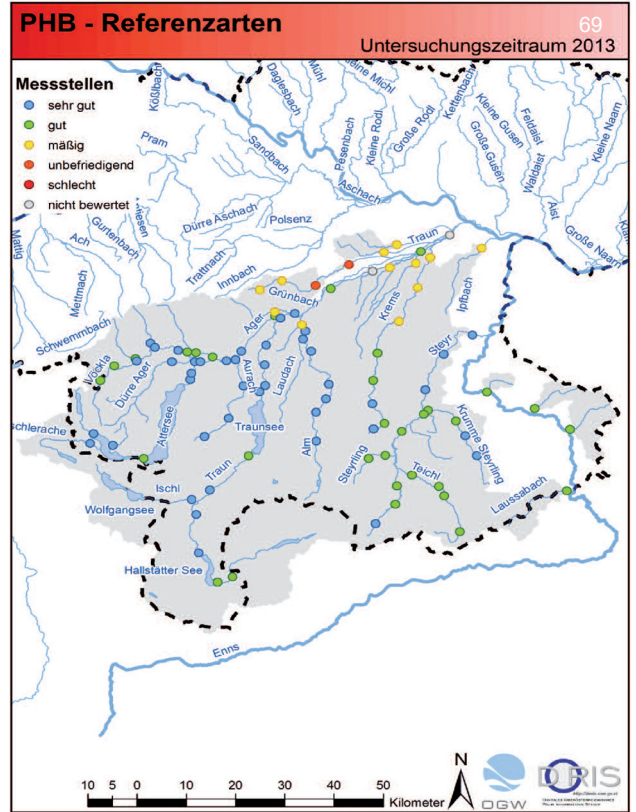 PHB - Referenzarten
69
Untersuchungszeitraum 2013
Messstellen
sehr gut
gut
mäßig
unbefriedigend
schlecht
nicht bewertet
Kößlbach
Daglesbach
Mühl
Kleine Michl
Pesenbach
Kleine Rodl
Große Rodl
Kettenbach
Kleine Gusen
Große Gusen
Feldaist
Waldaist
Aist
Kleine Naarn
Große Naarn
Pram
Sandbach
Aschach
Dürre Aschach
Polsenz
Mattig
Ach
Gurtenbach
Mettmach
Trattnach
Innbach
Traun
Grünbach
Krems
Ipfbach
Schwemmbach
Ager
Steyr
Vöckla
Dürre Ager
Aurach
Laudach
Attersee
Traunsee
Alm
Steyrling
Krumme Steyrling
Traun
Ischl
Teichl
Laussabach
Wolfgangsee
Hallstätter See
Enns
N
10 5 0 10 20 30 40 50
Kilometer
OGW
DORIS